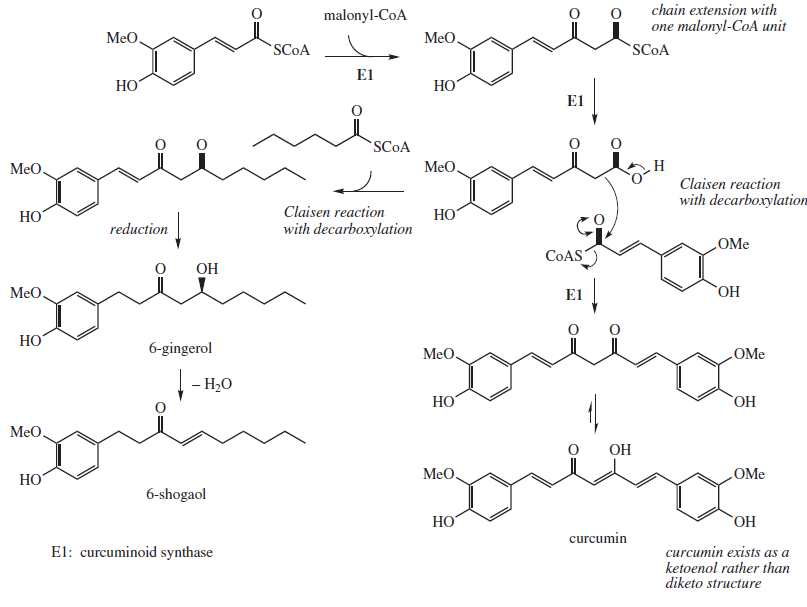 O
MeO
SCoA
HO
malonyl-CoA
E1
O O
MeO
SCoA
HO
chain extension with
one malonyl-CoA unit
E1
O
SCoA
O O
MeO
HO
Claisen reaction
with decarboxylation
reduction
O O
MeO
H
O
HO
Claisen reaction
with decarboxylation
O
CoAS
OMe
OH
E1
O OH
MeO
HO
6-gingerol
– H2O
O
MeO
HO
6-shogaol
O O
MeO
OMe
HO
OH
O OH
MeO
OMe
HO
OH
curcumin
curcumin exists as a
ketoenol rather than
diketo structure
E1: curcuminoid synthase